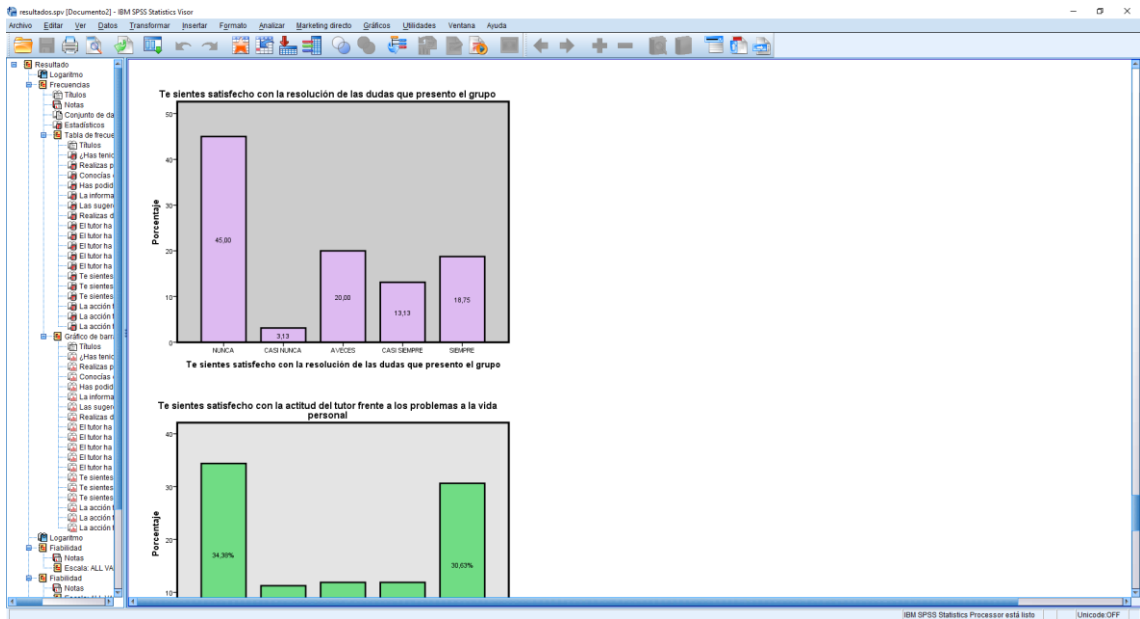 resultados.spv [Documento2] - IBM SPSS Statistics Visor
Archivo Editar Ver Datos Transformar Insertar Formato Analizar Marketing directo Gráficos Utilidades Ventana Ayuda
Resultado
Logaritmo
Frecuencias
Títulos
Notas
Conjunto de da
Estadísticos
Tabla de frecue
Títulos
¿Has tenic
Realizas p
Conocías
Has podid
La informa
Las sugere
Realizas d
El tutor ha
El tutor ha
El tutor ha
El tutor ha
El tutor ha
Te sientes
Te sientes
Te sientes
La acción t
La acción t
La acción t
Gráfico de barr
Títulos
¿Has tenic
Realizas p
Conocías
Has podid
La informa
Las sugere
Realizas d
El tutor ha
El tutor ha
El tutor ha
El tutor ha
El tutor ha
Te sientes
Te sientes
Te sientes
La acción t
La acción t
La acción t
Logaritmo
Fiabilidad
Notas
Escala: ALL VA
Fiabilidad
Notas
Te sientes satisfecho con la resolución de las dudas que presento el grupo
Porcentaje
50
40
30
20
10
0
45,00
3,13
20,00
13,13
18,75
NUNCA CASI NUNCA A VECES CASI SIEMPRE SIEMPRE
Te sientes satisfecho con la resolución de las dudas que presento el grupo
Te sientes satisfecho con la actitud del tutor frente a los problemas a la vida
personal
Porcentaje
40
30
20
10
34,38%
30,63%
IBM SPSS Statistics Processor está listo Unicode:OFF